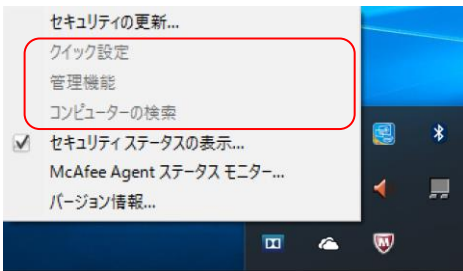 セキュリティの更新...
クイック設定
管理機能
コンピューターの検索
セキュリティ ステータスの表示...
McAfee Agent ステータス モニター...
バージョン情報...